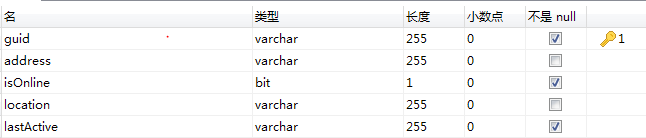 名 类型 长度 小数点 不是 null
guid varchar 255 0 1
address varchar 255 0
isOnline bit 1 0
location varchar 255 0
lastActive varchar 255 0